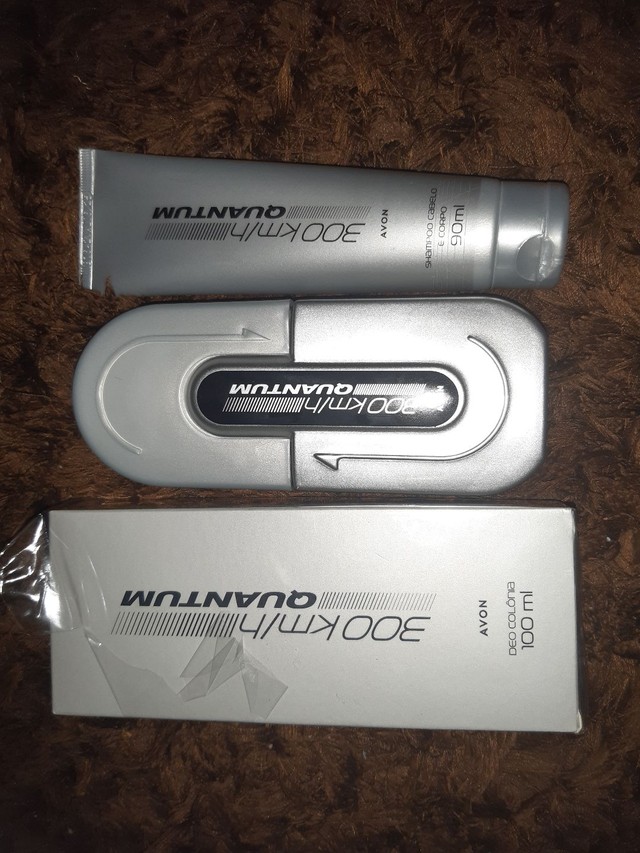 300 km/h
QUANTUM
AVON
SHAMPOO CABELO
E CORPO
90ml
300 km/h
QUANTUM
300 km/h
QUANTUM
AVON
DEO COLÔNIA
100 ml